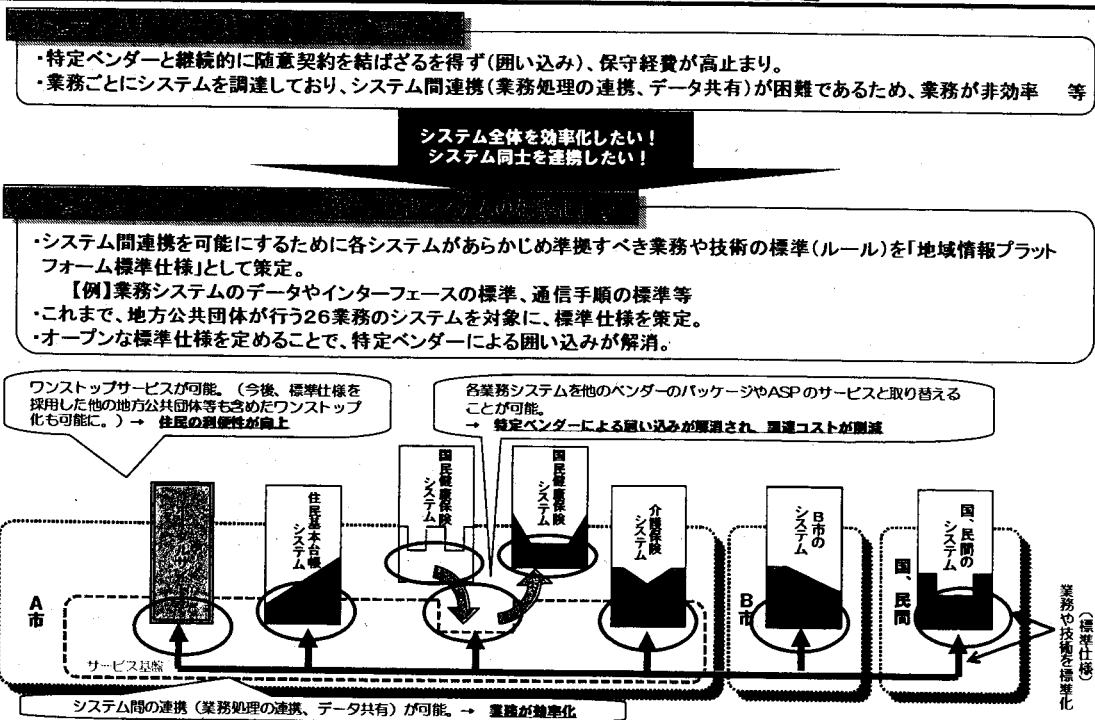 ・特定ベンダーと継続的に随意契約を結ばざるを得ず(囲い込み)、保守経費が高止まり。
・業務ごとにシステムを調達しており、システム間連携(業務処理の連携、データ共有)が困難であるため、業務が非効率 等
システム全体を効率化したい!
システム同士を連携したい!
・システム間連携を可能にするために各システムがあらかじめ準拠すべき業務や技術の標準(ルール)を「地域情報プラット
フォーム標準仕様」として策定。
【例】業務システムのデータやインターフェースの標準、通信手順の標準等
・これまで、地方公共団体が行う26業務のシステムを対象に、標準仕様を策定。
・オープンな標準仕様を定めることで、特定ベンダーによる囲い込みが解消。
ワンストップサービスが可能。(今後、標準仕様を
採用した他の地方公共団体等も含めたワンストップ
化も可能に。)→ 住民の利便性が向上
各業務システムを他のベンダーのパッケージやASPのサービスと取り替える
ことが可能。
→ 特定ベンダーによる囲い込みが解消され、調達コストが削減
住民基本台帳
システム
国民健康保険
システム
国民健康保険
システム
介護保険
システム
B市の
システム
国、民間の
システム
A市
B市
国、民間
サービス基盤
業務や技術を標準化
(標準仕様)
システム間の連携(業務処理の連携、データ共有)が可能。→ 業務が効率化